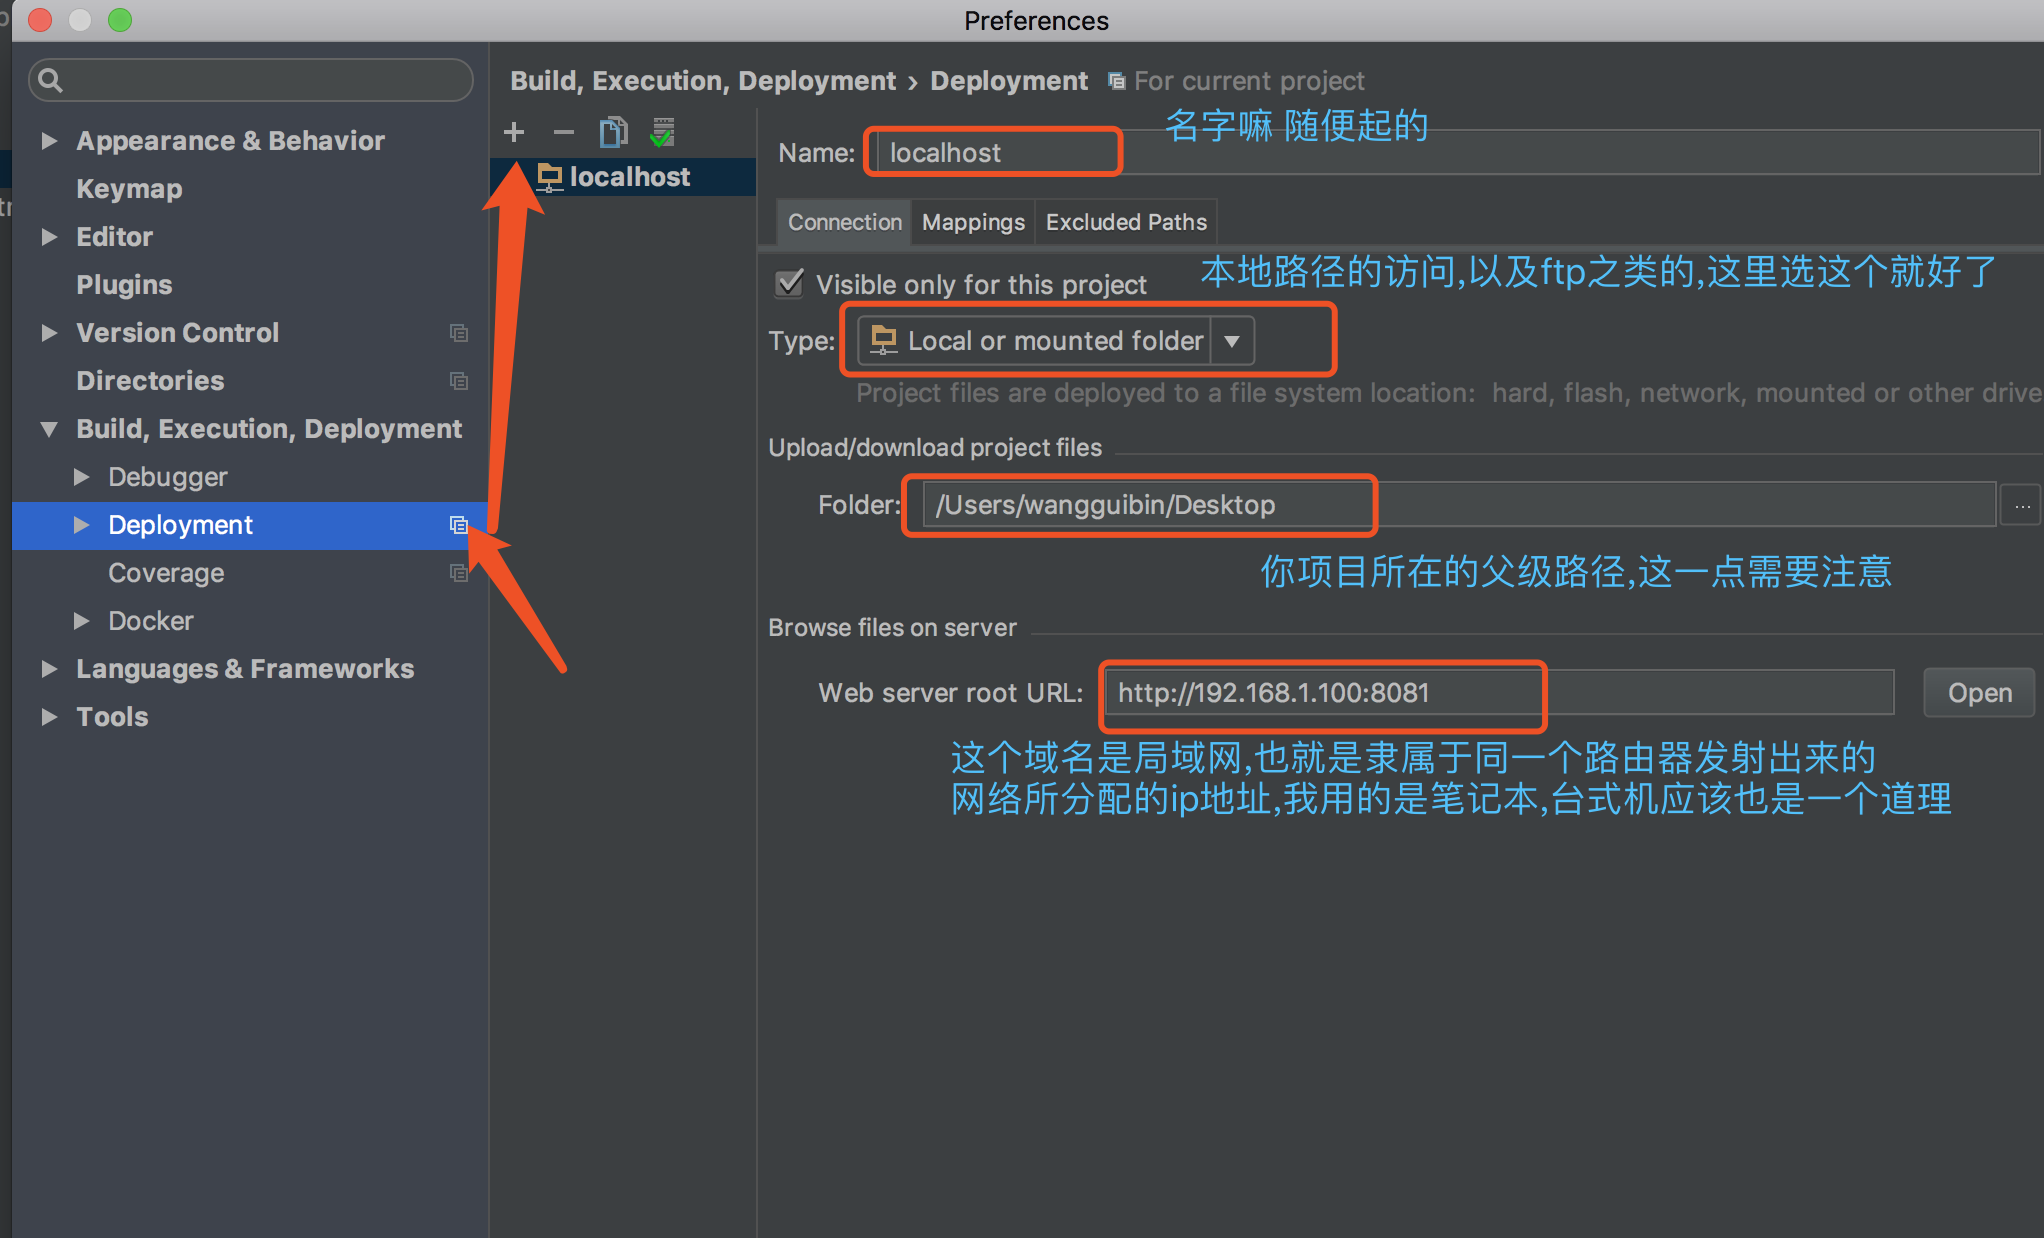 Preferences
Build, Execution, Deployment › Deployment For current project
Appearance & Behavior
Keymap
Editor
Plugins
Version Control
Directories
Build, Execution, Deployment
Debugger
Deployment
Coverage
Docker
Languages & Frameworks
Tools
localhost
名字嘛 随便起的
Name: localhost
Connection Mappings Excluded Paths
Visible only for this project
本地路径的访问,以及ftp之类的,这里选这个就好了
Type: Local or mounted folder
Project files are deployed to a file system location: hard, flash, network, mounted or other drive
Upload/download project files
Folder: /Users/wangguibin/Desktop ...
你项目所在的父级路径,这一点需要注意
Browse files on server
Web server root URL: http://192.168.1.100:8081 Open
这个域名是局域网,也就是隶属于同一个路由器发射出来的
网络所分配的ip地址,我用的是笔记本,台式机应该也是一个道理